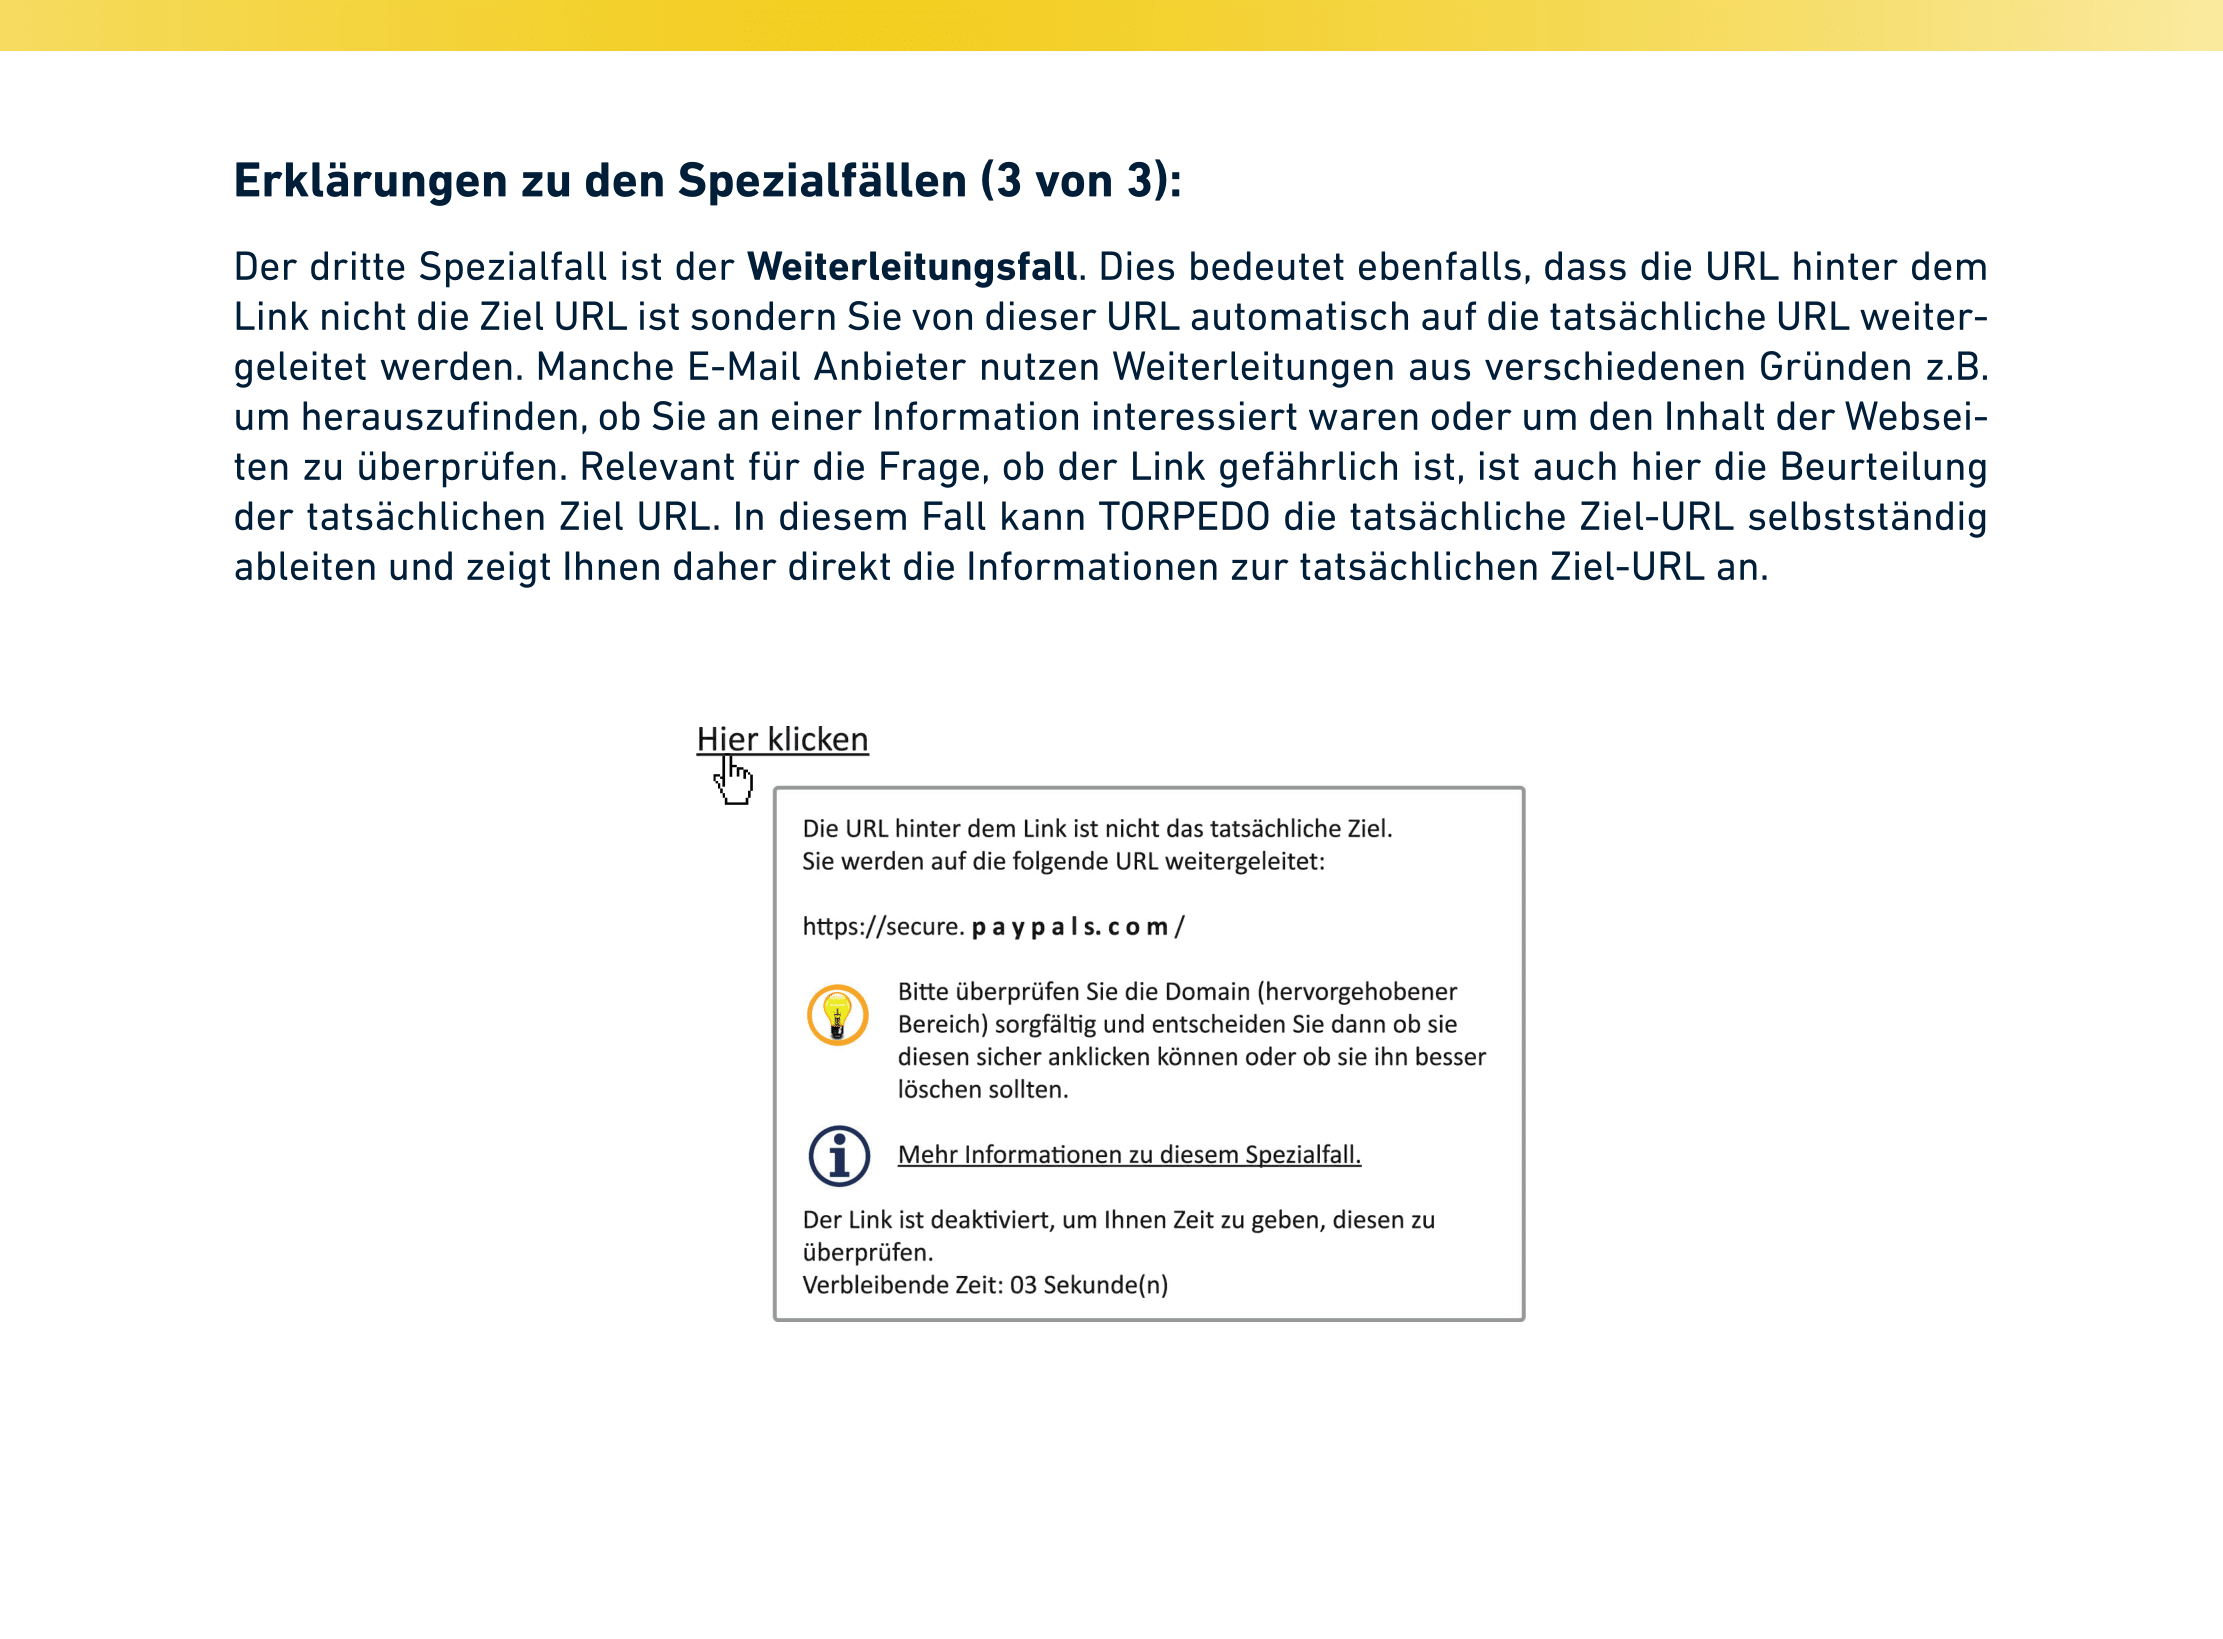 Erklärungen zu den Spezialfällen (3 von 3):
Der dritte Spezialfall ist der Weiterleitungsfall. Dies bedeutet ebenfalls, dass die URL hinter dem
Link nicht die Ziel URL ist sondern Sie von dieser URL automatisch auf die tatsächliche URL weiter-
geleitet werden. Manche E-Mail Anbieter nutzen Weiterleitungen aus verschiedenen Gründen z.B.
um herauszufinden, ob Sie an einer Information interessiert waren oder um den Inhalt der Websei-
ten zu überprüfen. Relevant für die Frage, ob der Link gefährlich ist, ist auch hier die Beurteilung
der tatsächlichen Ziel URL. In diesem Fall kann TORPEDO die tatsächliche Ziel-URL selbstständig
ableiten und zeigt Ihnen daher direkt die Informationen zur tatsächlichen Ziel-URL an.
Hier klicken
Die URL hinter dem Link ist nicht das tatsächliche Ziel.
Sie werden auf die folgende URL weitergeleitet:
https://secure. p a y p a l s. c o m /
Bitte überprüfen Sie die Domain (hervorgehobener
Bereich) sorgfältig und entscheiden Sie dann ob sie
diesen sicher anklicken können oder ob sie ihn besser
löschen sollten.
Mehr Informationen zu diesem Spezialfall.
Der Link ist deaktiviert, um Ihnen Zeit zu geben, diesen zu
überprüfen.
Verbleibende Zeit: 03 Sekunde(n)